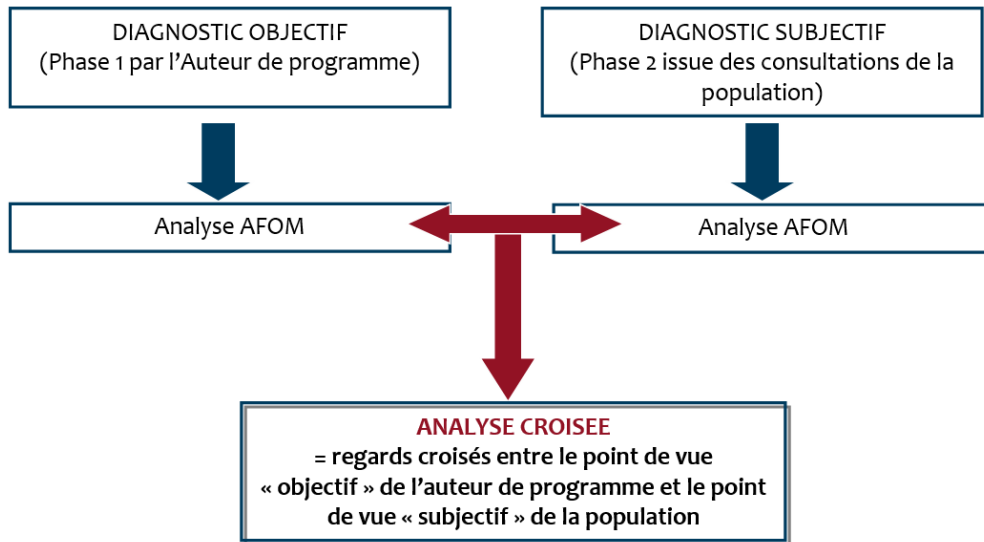 DIAGNOSTIC OBJECTIF
(Phase 1 par l’Auteur de programme)
DIAGNOSTIC SUBJECTIF
(Phase 2 issue des consultations de la
population)
Analyse AFOM
Analyse AFOM
ANALYSE CROISEE
= regards croisés entre le point de vue
« objectif » de l’auteur de programme et le point
de vue « subjectif » de la population